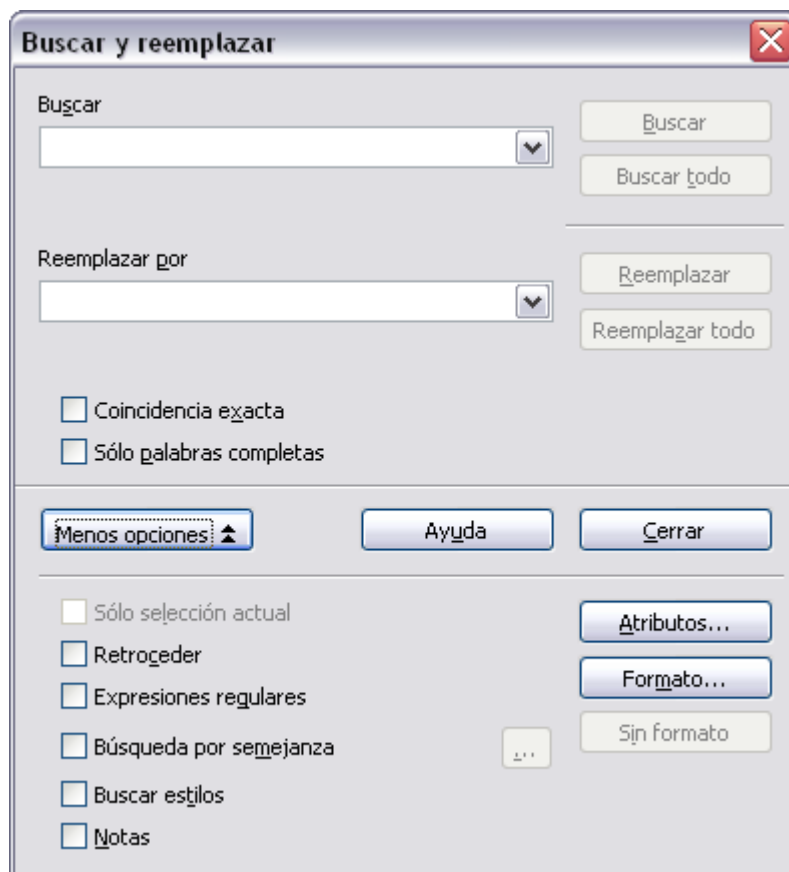 Buscar y reemplazar
Buscar
Buscar
Buscar todo
Reemplazar por
Reemplazar
Reemplazar todo
Coincidencia exacta
Sólo palabras completas
Menos opciones
Ayuda
Cerrar
Sólo selección actual
Atributos...
Retroceder
Formato...
Expresiones regulares
Sin formato
Búsqueda por semejanza
...
Buscar estilos
Notas